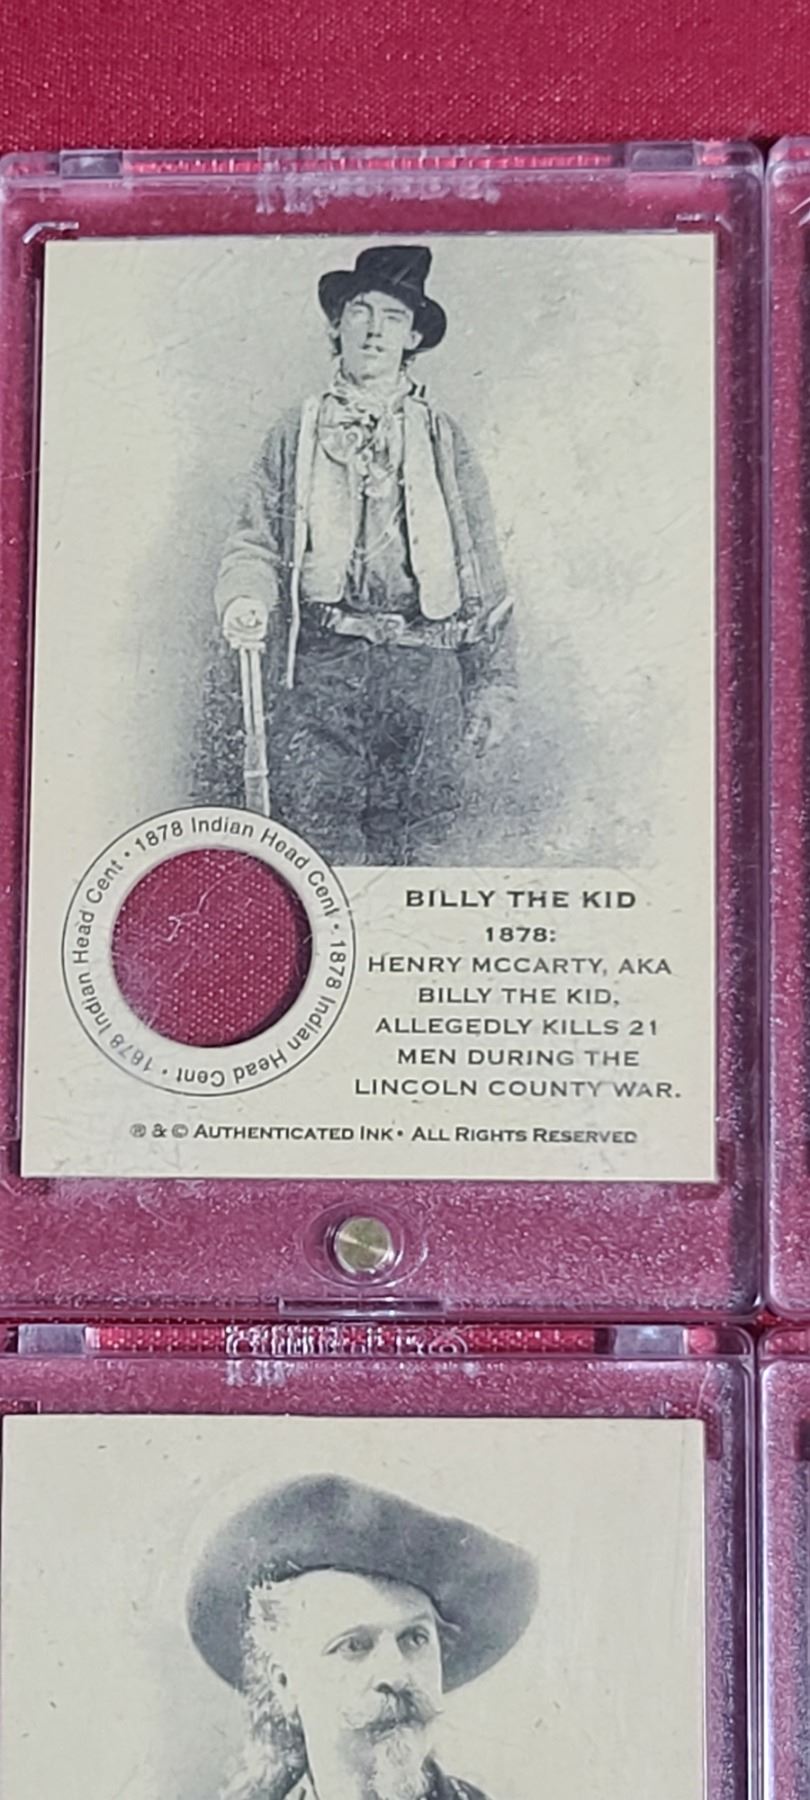 1878 Indian Head Cent • 1878 Indian Head Cent • 1878 Indian Head Cent •
BILLY THE KID
1878:
HENRY MCCARTY, AKA
BILLY THE KID,
ALLEGEDLY KILLS 21
MEN DURING THE
LINCOLN COUNTY WAR.
® & © AUTHENTICATED INK • ALL RIGHTS RESERVED